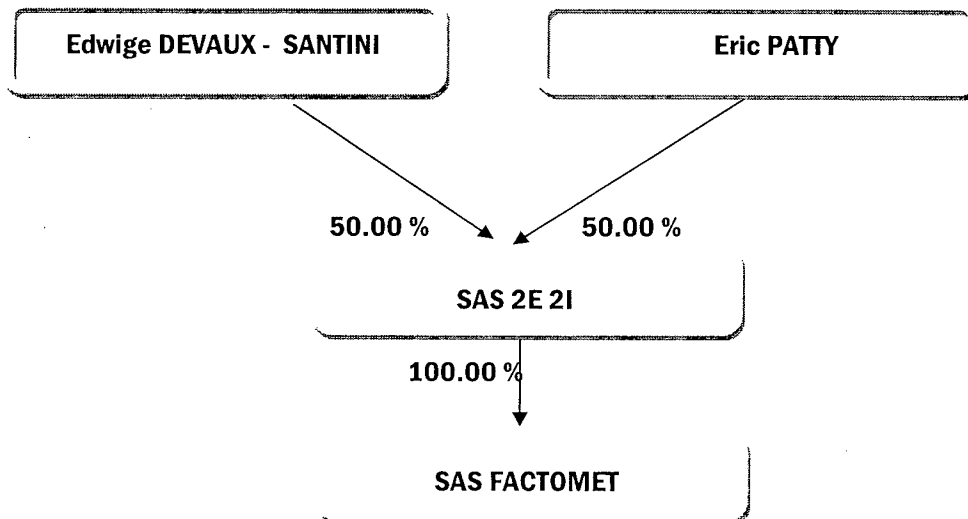 Edwige DEVAUX - SANTINI
Eric PATTY
50.00 %
50.00 %
SAS 2E 2I
100.00 %
SAS FACTOMET